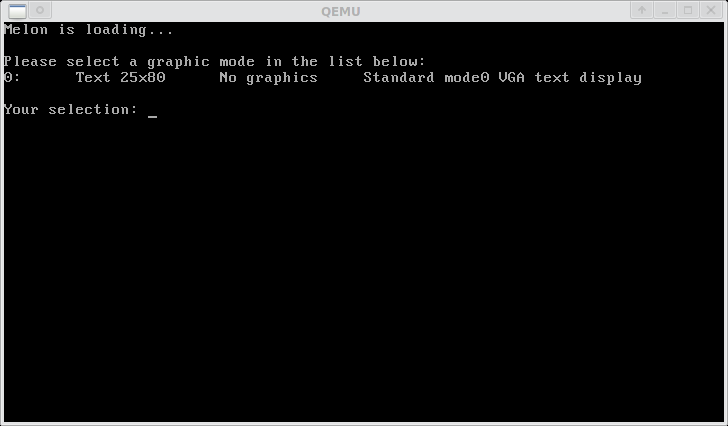 QEMU
Melon is loading...
Please select a graphic mode in the list below:
0: Text 25x80 No graphics Standard mode0 VGA text display
Your selection: _